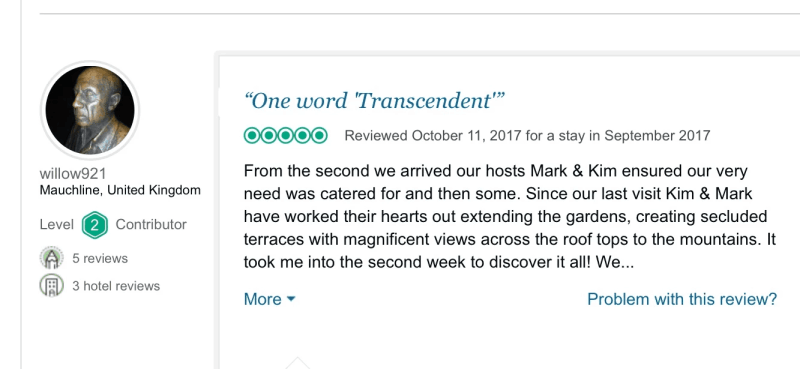 willow921
Mauchline, United Kingdom
Level 2 Contributor
5 reviews
3 hotel reviews
“One word 'Transcendent'”
Reviewed October 11, 2017 for a stay in September 2017
From the second we arrived our hosts Mark & Kim ensured our very
need was catered for and then some. Since our last visit Kim & Mark
have worked their hearts out extending the gardens, creating secluded
terraces with magnificent views across the roof tops to the mountains. It
took me into the second week to discover it all! We...
More
Problem with this review?